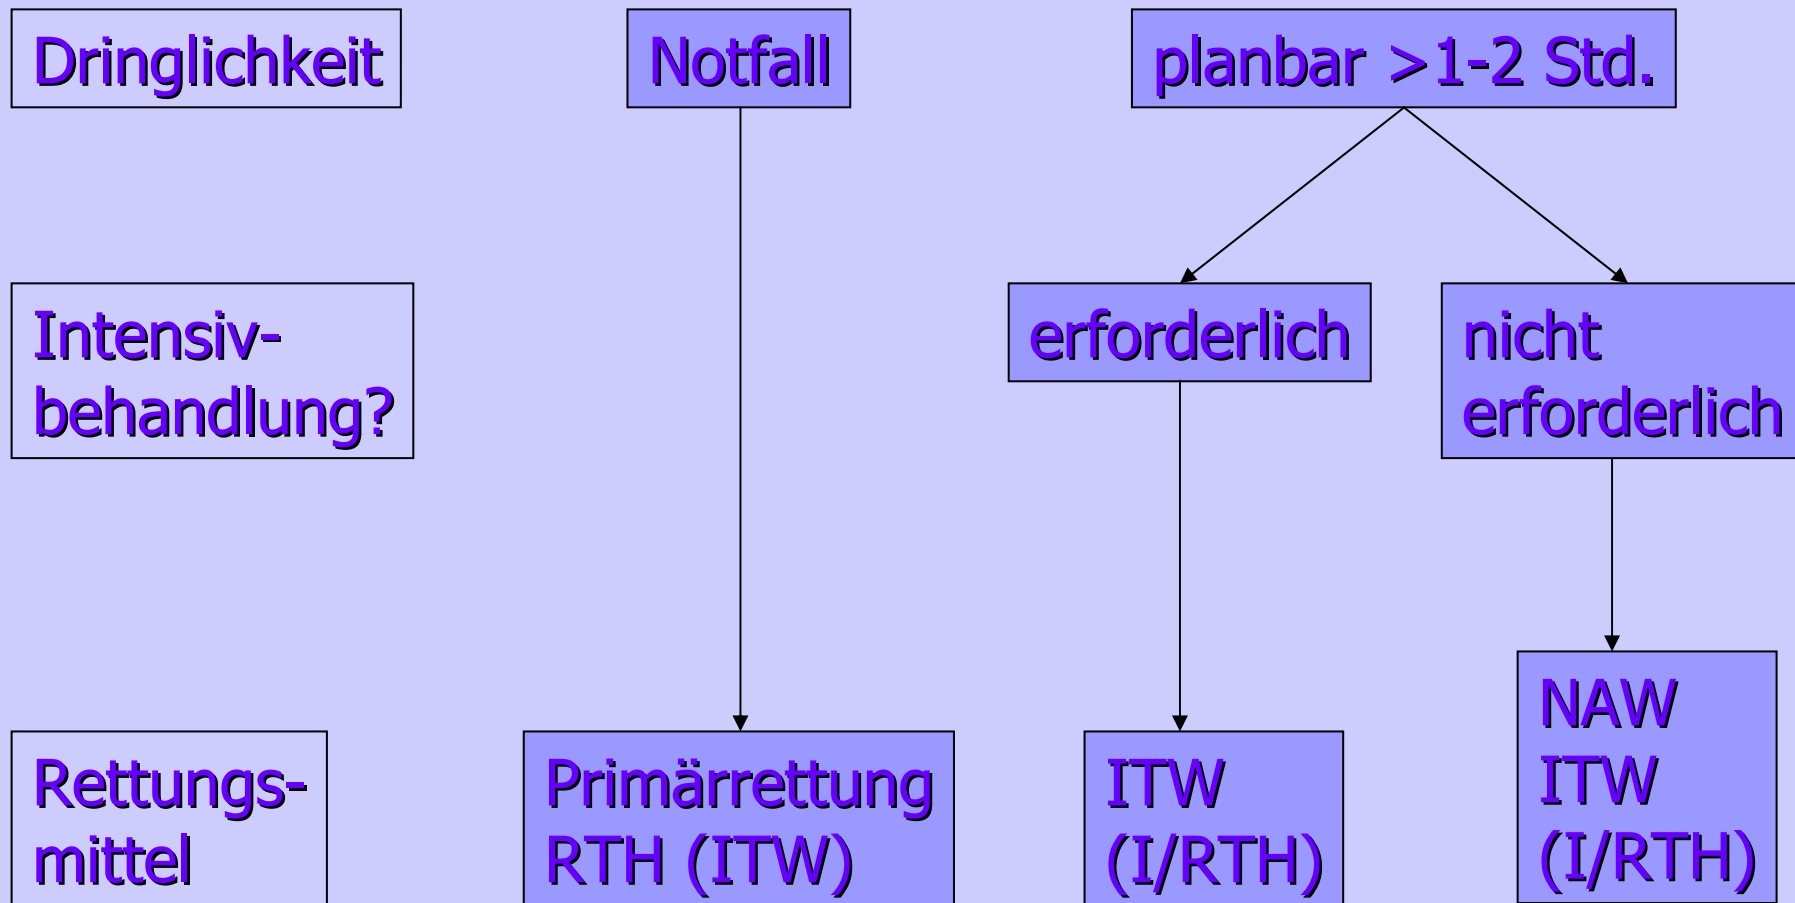 Dringlichkeit
Notfall
planbar >1-2 Std.
Intensiv-
behandlung?
erforderlich
nicht
erforderlich
Rettungs-
mittel
Primärrettung
RTH (ITW)
ITW
(I/RTH)
NAW
ITW
(I/RTH)